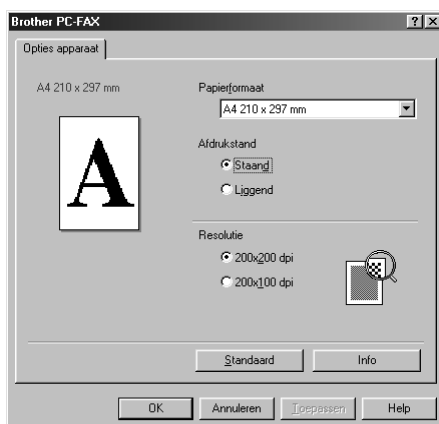 Brother PC-FAX
Opties apparaat
A4 210 x 297 mm
A
Papierformaat
A4 210 x 297 mm
Afdrukstand
Staand
Liggend
Resolutie
200x200 dpi
200x100 dpi
Standaard Info
OK Annuleren Toepassen Help